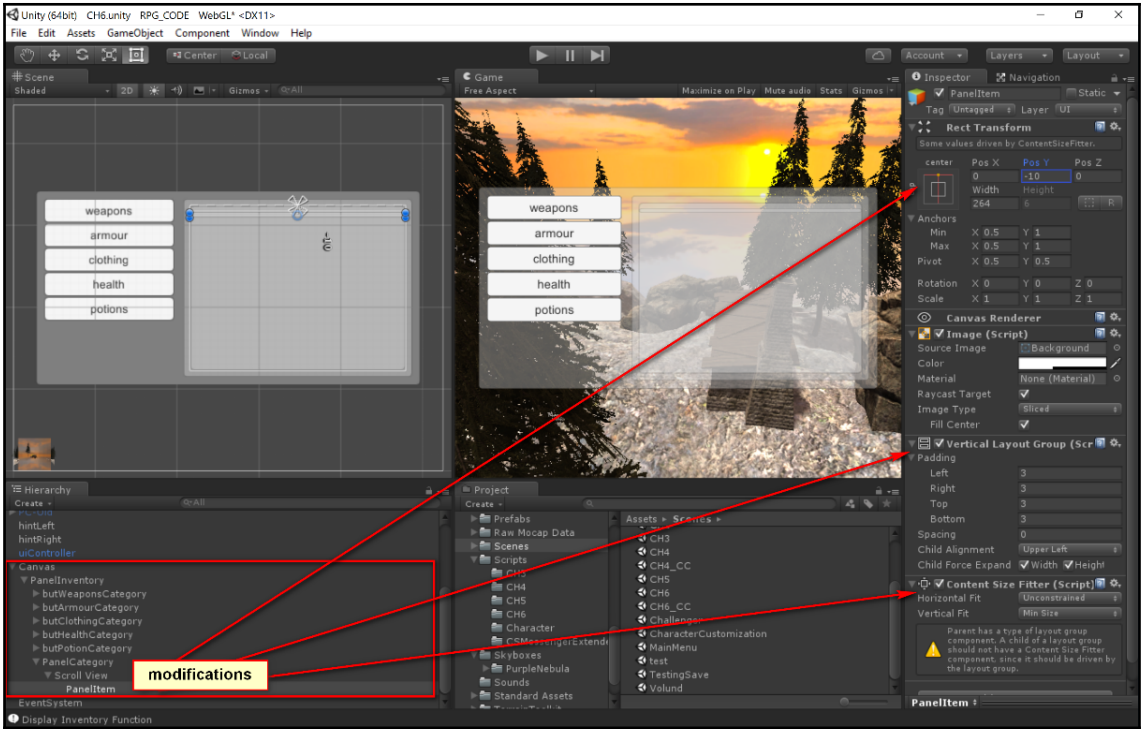 Unity (64bit) CH6.unity RPG_CODE WebGL* <DX11>
File Edit Assets GameObject Component Window Help
Center Local
Account Layers Layout
Scene
Shaded 2D Gizmos All
Game
Free Aspect Maximize on Play Mute audio Stats Gizmos
weapons
armour
clothing
health
potions
weapons
armour
clothing
health
potions
Inspector Navigation
PanelItem Static
Tag Untagged Layer UI
Rect Transform
Some values driven by ContentSizeFitter.
center Pos X Pos Y Pos Z
0 -10 0
Width Height
264 6 R
Anchors
Min X 0.5 Y 1
Max X 0.5 Y 1
Pivot X 0.5 Y 0.5
Rotation X 0 Y 0 Z 0
Scale X 1 Y 1 Z 1
Canvas Renderer
Image (Script)
Source Image Background
Color
Material None (Material)
Raycast Target
Image Type Sliced
Fill Center
Vertical Layout Group (Scr
Padding
Left 3
Right 3
Top 3
Bottom 3
Spacing 0
Child Alignment Upper Left
Child Force Expand Width Height
Content Size Fitter (Script)
Horizontal Fit Unconstrained
Vertical Fit Min Size
Parent has a type of layout group
component. A child of a layout group
should not have a Content Size Fitter
component, since it should be driven by
the layout group.
PanelItem
Hierarchy
Create All
PC-Old
hintLeft
hintRight
uiController
Canvas
PanelInventory
butWeaponsCategory
butArmourCategory
butClothingCategory
butHealthCategory
butPotionCategory
PanelCategory
Scroll View
PanelItem
EventSystem
modifications
Project
Create
Prefabs
Raw Mocap Data
Scenes
Scripts
CH3
CH4
CH5
CH6
Character
CSMessengerExtende
Skyboxes
PurpleNebula
Sounds
Standard Assets
Assets Scenes
CH3
CH4
CH4_CC
CH5
CH6
CH6_CC
Challenger
CharacterCustomization
MainMenu
test
TestingSave
Volund
Display Inventory Function